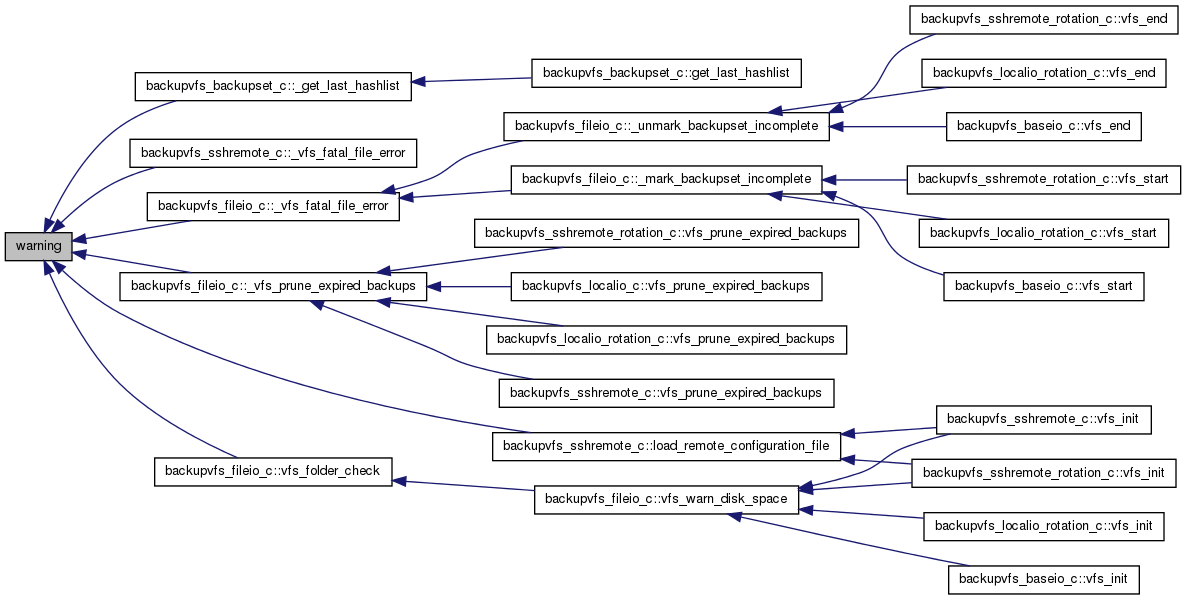 backupvfs_sshremote_rotation_c::vfs_end
backupvfs_backupset_c::get_last_hashlist
backupvfs_localio_rotation_c::vfs_end
backupvfs_backupset_c::_get_last_hashlist
backupvfs_fileio_c::_unmark_backupset_incomplete
backupvfs_baseio_c::vfs_end
backupvfs_sshremote_c::_vfs_fatal_file_error
backupvfs_fileio_c::_mark_backupset_incomplete
backupvfs_sshremote_rotation_c::vfs_start
backupvfs_fileio_c::_vfs_fatal_file_error
backupvfs_sshremote_rotation_c::vfs_prune_expired_backups
backupvfs_localio_rotation_c::vfs_start
warning
backupvfs_fileio_c::_vfs_prune_expired_backups
backupvfs_localio_c::vfs_prune_expired_backups
backupvfs_baseio_c::vfs_start
backupvfs_localio_rotation_c::vfs_prune_expired_backups
backupvfs_sshremote_c::vfs_prune_expired_backups
backupvfs_sshremote_c::vfs_init
backupvfs_sshremote_c::load_remote_configuration_file
backupvfs_fileio_c::vfs_folder_check
backupvfs_sshremote_rotation_c::vfs_init
backupvfs_fileio_c::vfs_warn_disk_space
backupvfs_localio_rotation_c::vfs_init
backupvfs_baseio_c::vfs_init